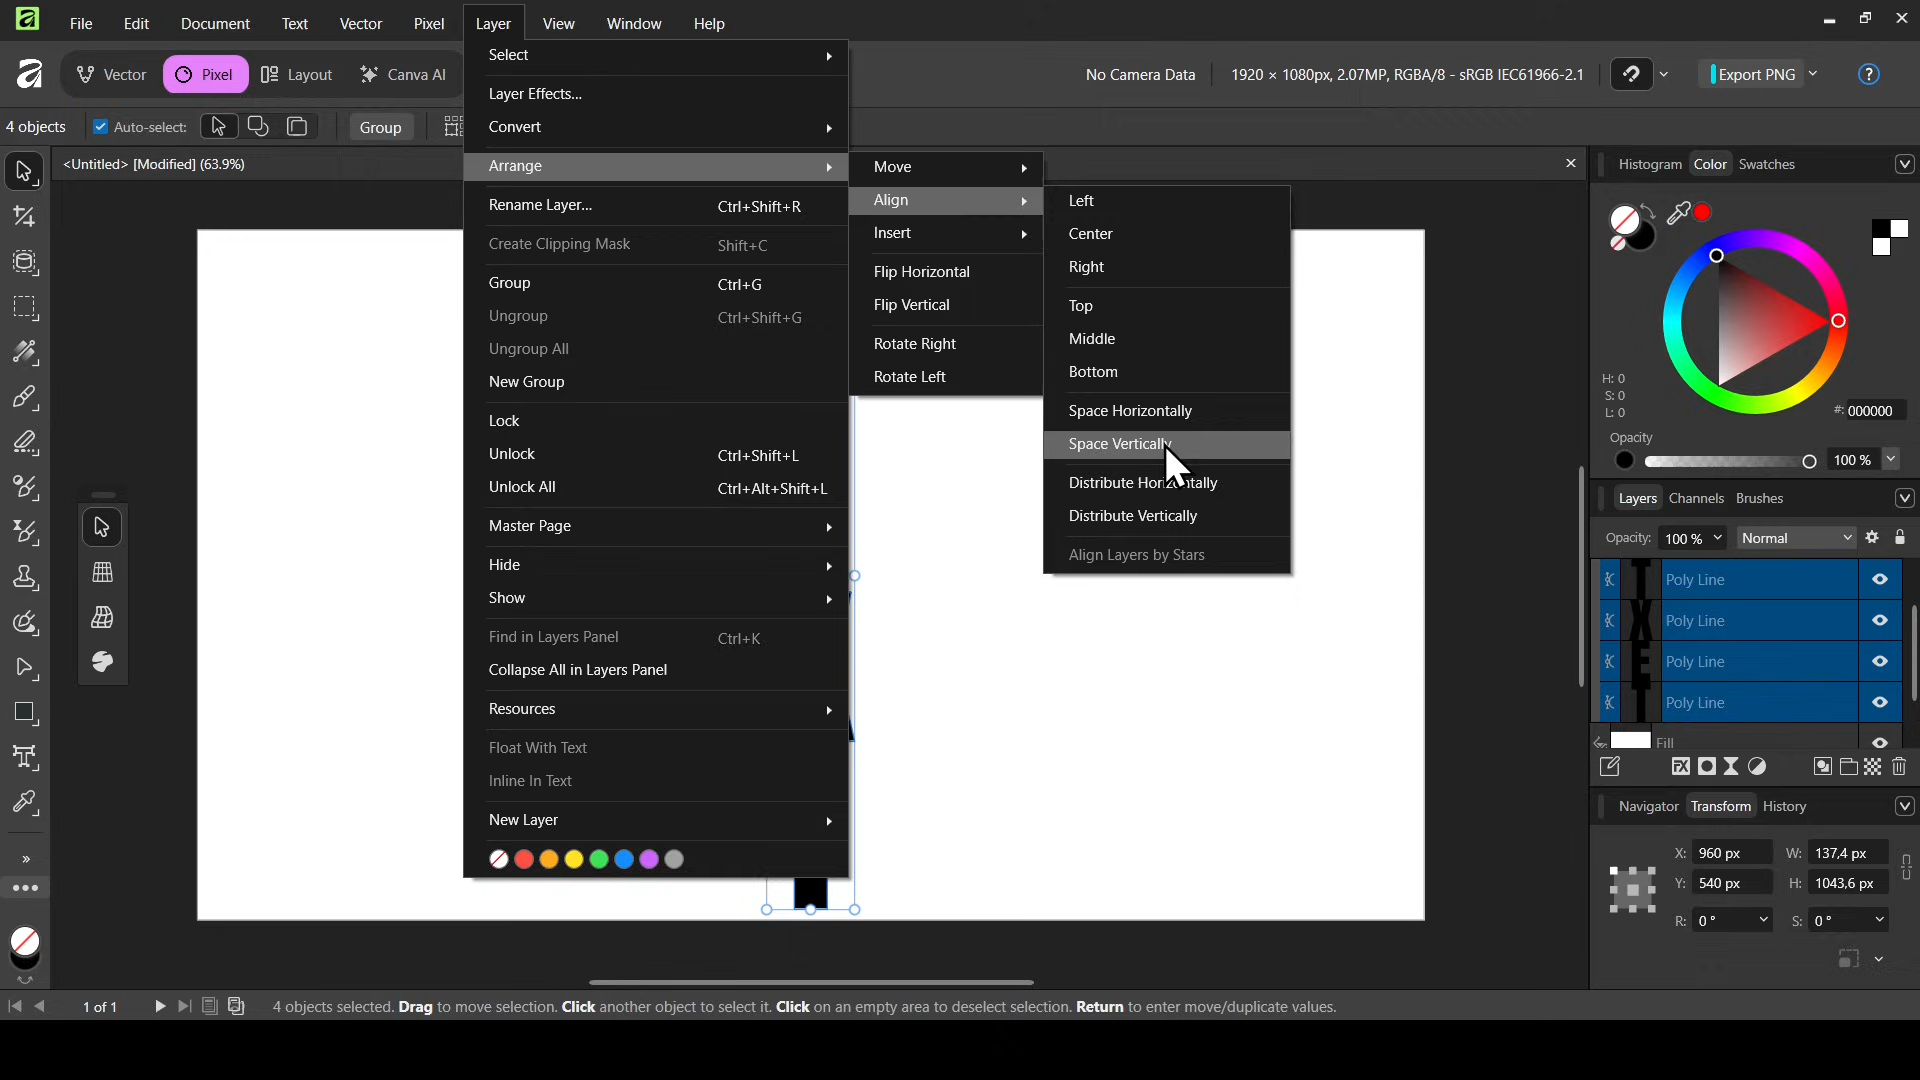 File Edit Document Text Vector Pixel Layer View Window Help
Vector Pixel Layout Canva AI No Camera Data 1920 × 1080px, 2.07MP, RGBA/8 - sRGB IEC61966-2.1 Export PNG
4 objects Auto-select: Group
<Untitled> [Modified] (63.9%)
Select
Layer Effects...
Convert
Arrange
Rename Layer... Ctrl+Shift+R
Create Clipping Mask Shift+C
Group Ctrl+G
Ungroup Ctrl+Shift+G
Ungroup All
New Group
Lock
Unlock Ctrl+Shift+L
Unlock All Ctrl+Alt+Shift+L
Master Page
Hide
Show
Find in Layers Panel Ctrl+K
Collapse All in Layers Panel
Resources
Float With Text
Inline In Text
New Layer
Move
Align
Insert
Flip Horizontal
Flip Vertical
Rotate Right
Rotate Left
Left
Center
Right
Top
Middle
Bottom
Space Horizontally
Space Vertically
Distribute Horizontally
Distribute Vertically
Align Layers by Stars
Histogram Color Swatches
H: 0
S: 0
L: 0
#: 000000
Opacity
100 %
Layers Channels Brushes
Opacity: 100 % Normal
T Poly Line
X Poly Line
E Poly Line
T Poly Line
Fill
Navigator Transform History
X: 960 px W: 137,4 px
Y: 540 px H: 1043,6 px
R: 0 ° S: 0 °
1 of 1 4 objects selected. Drag to move selection. Click another object to select it. Click on an empty area to deselect selection. Return to enter move/duplicate values.